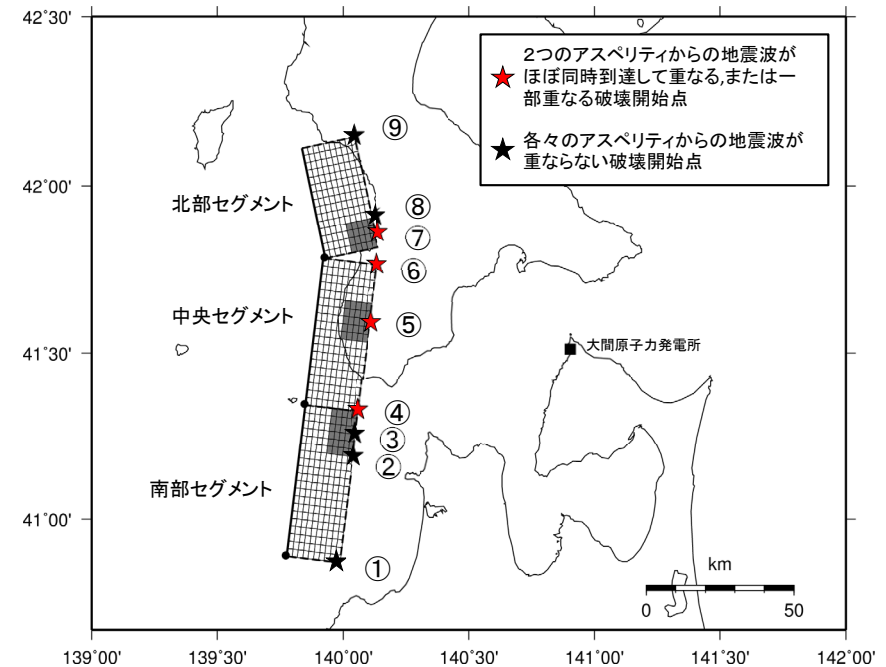 42°30'
42°00'
41°30'
41°00'
139°00'
139°30'
140°00'
140°30'
141°00'
141°30'
142°00'
2つのアスペリティからの地震波が
ほぼ同時到達して重なる,または一
部重なる破壊開始点
各々のアスペリティからの地震波が
重ならない破壊開始点
⑨
北部セグメント
⑧
⑦
⑥
中央セグメント
⑤
大間原子力発電所
④
③
②
南部セグメント
①
km
0
50